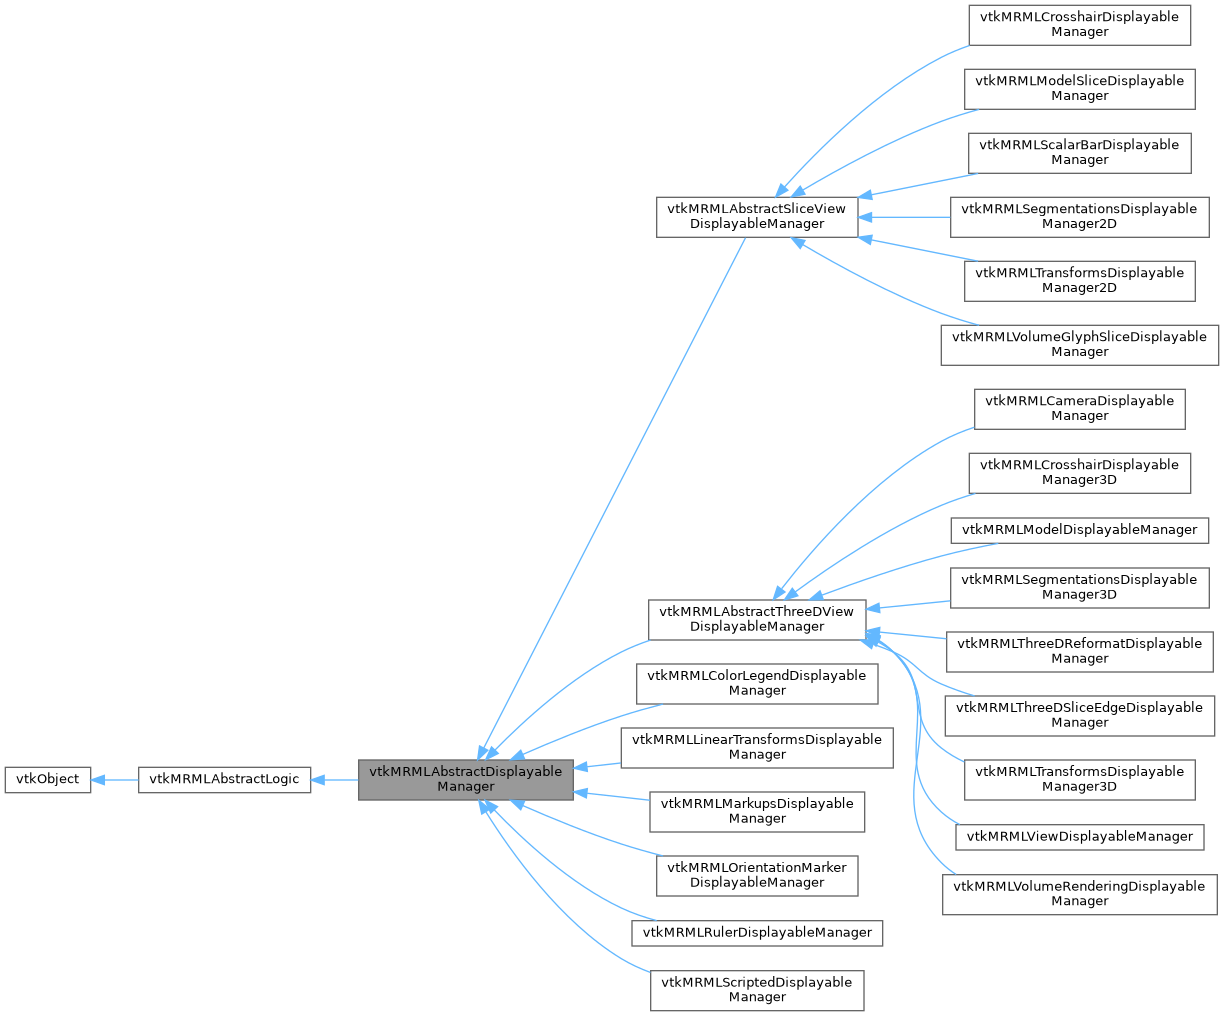 vtkMRMLCrosshairDisplayable
Manager
vtkMRMLModelSliceDisplayable
Manager
vtkMRMLScalarBarDisplayable
Manager
vtkMRMLAbstractSliceView
DisplayableManager
vtkMRMLSegmentationsDisplayable
Manager2D
vtkMRMLTransformsDisplayable
Manager2D
vtkMRMLVolumeGlyphSliceDisplayable
Manager
vtkMRMLCameraDisplayable
Manager
vtkMRMLCrosshairDisplayable
Manager3D
vtkMRMLModelDisplayableManager
vtkMRMLSegmentationsDisplayable
Manager3D
vtkMRMLAbstractThreeDView
DisplayableManager
vtkMRMLThreeDReformatDisplayable
Manager
vtkMRMLColorLegendDisplayable
Manager
vtkMRMLThreeDSliceEdgeDisplayable
Manager
vtkMRMLLinearTransformsDisplayable
Manager
vtkObject
vtkMRMLAbstractLogic
vtkMRMLAbstractDisplayable
Manager
vtkMRMLTransformsDisplayable
Manager3D
vtkMRMLMarkupsDisplayable
Manager
vtkMRMLViewDisplayableManager
vtkMRMLOrientationMarker
DisplayableManager
vtkMRMLVolumeRenderingDisplayable
Manager
vtkMRMLRulerDisplayableManager
vtkMRMLScriptedDisplayable
Manager